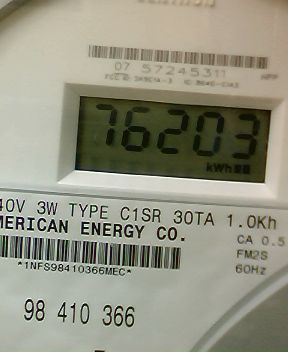 07 57245311
76203
kWh
40V 3W TYPE C1SR 30TA 1.0Kh
MERICAN ENERGY CO.
CA 0.5
*1NFS98410366MEC*
FM2S
60Hz
98 410 366